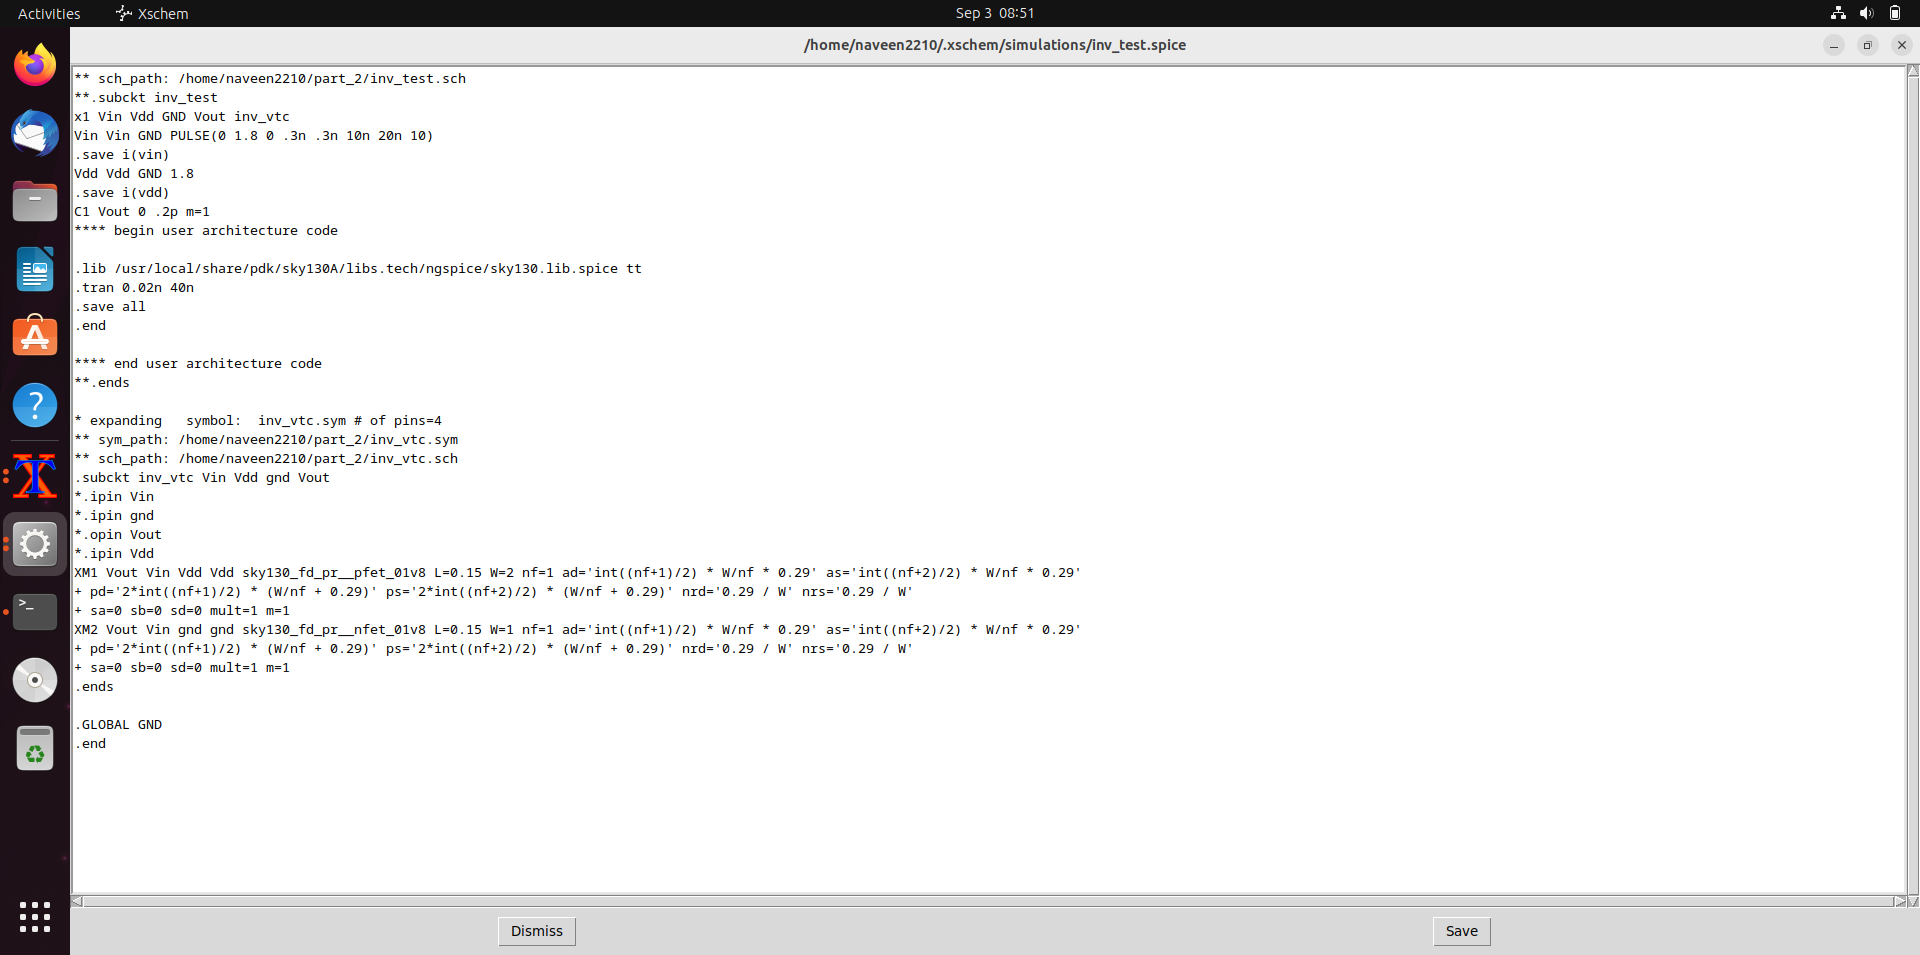 Activities
Xschem
Sep 3 08:51
/home/naveen2210/.xschem/simulations/inv_test.spice
** sch_path: /home/naveen2210/part_2/inv_test.sch
**.subckt inv_test
x1 Vin Vdd GND Vout inv_vtc
Vin Vin GND PULSE(0 1.8 0 .3n .3n 10n 20n 10)
.save i(vin)
Vdd Vdd GND 1.8
.save i(vdd)
C1 Vout 0 .2p m=1
**** begin user architecture code
.lib /usr/local/share/pdk/sky130A/libs.tech/ngspice/sky130.lib.spice tt
.tran 0.02n 40n
.save all
.end
**** end user architecture code
**.ends
* expanding   symbol:  inv_vtc.sym # of pins=4
** sym_path: /home/naveen2210/part_2/inv_vtc.sym
** sch_path: /home/naveen2210/part_2/inv_vtc.sch
.subckt inv_vtc Vin Vdd gnd Vout
*.ipin Vin
*.ipin gnd
*.opin Vout
*.ipin Vdd
XM1 Vout Vin Vdd Vdd sky130_fd_pr__pfet_01v8 L=0.15 W=2 nf=1 ad='int((nf+1)/2) * W/nf * 0.29' as='int((nf+2)/2) * W/nf * 0.29'
+ pd='2*int((nf+1)/2) * (W/nf + 0.29)' ps='2*int((nf+2)/2) * (W/nf + 0.29)' nrd='0.29 / W' nrs='0.29 / W'
+ sa=0 sb=0 sd=0 mult=1 m=1
XM2 Vout Vin gnd gnd sky130_fd_pr__nfet_01v8 L=0.15 W=1 nf=1 ad='int((nf+1)/2) * W/nf * 0.29' as='int((nf+2)/2) * W/nf * 0.29'
+ pd='2*int((nf+1)/2) * (W/nf + 0.29)' ps='2*int((nf+2)/2) * (W/nf + 0.29)' nrd='0.29 / W' nrs='0.29 / W'
+ sa=0 sb=0 sd=0 mult=1 m=1
.ends
.GLOBAL GND
.end
Dismiss
Save